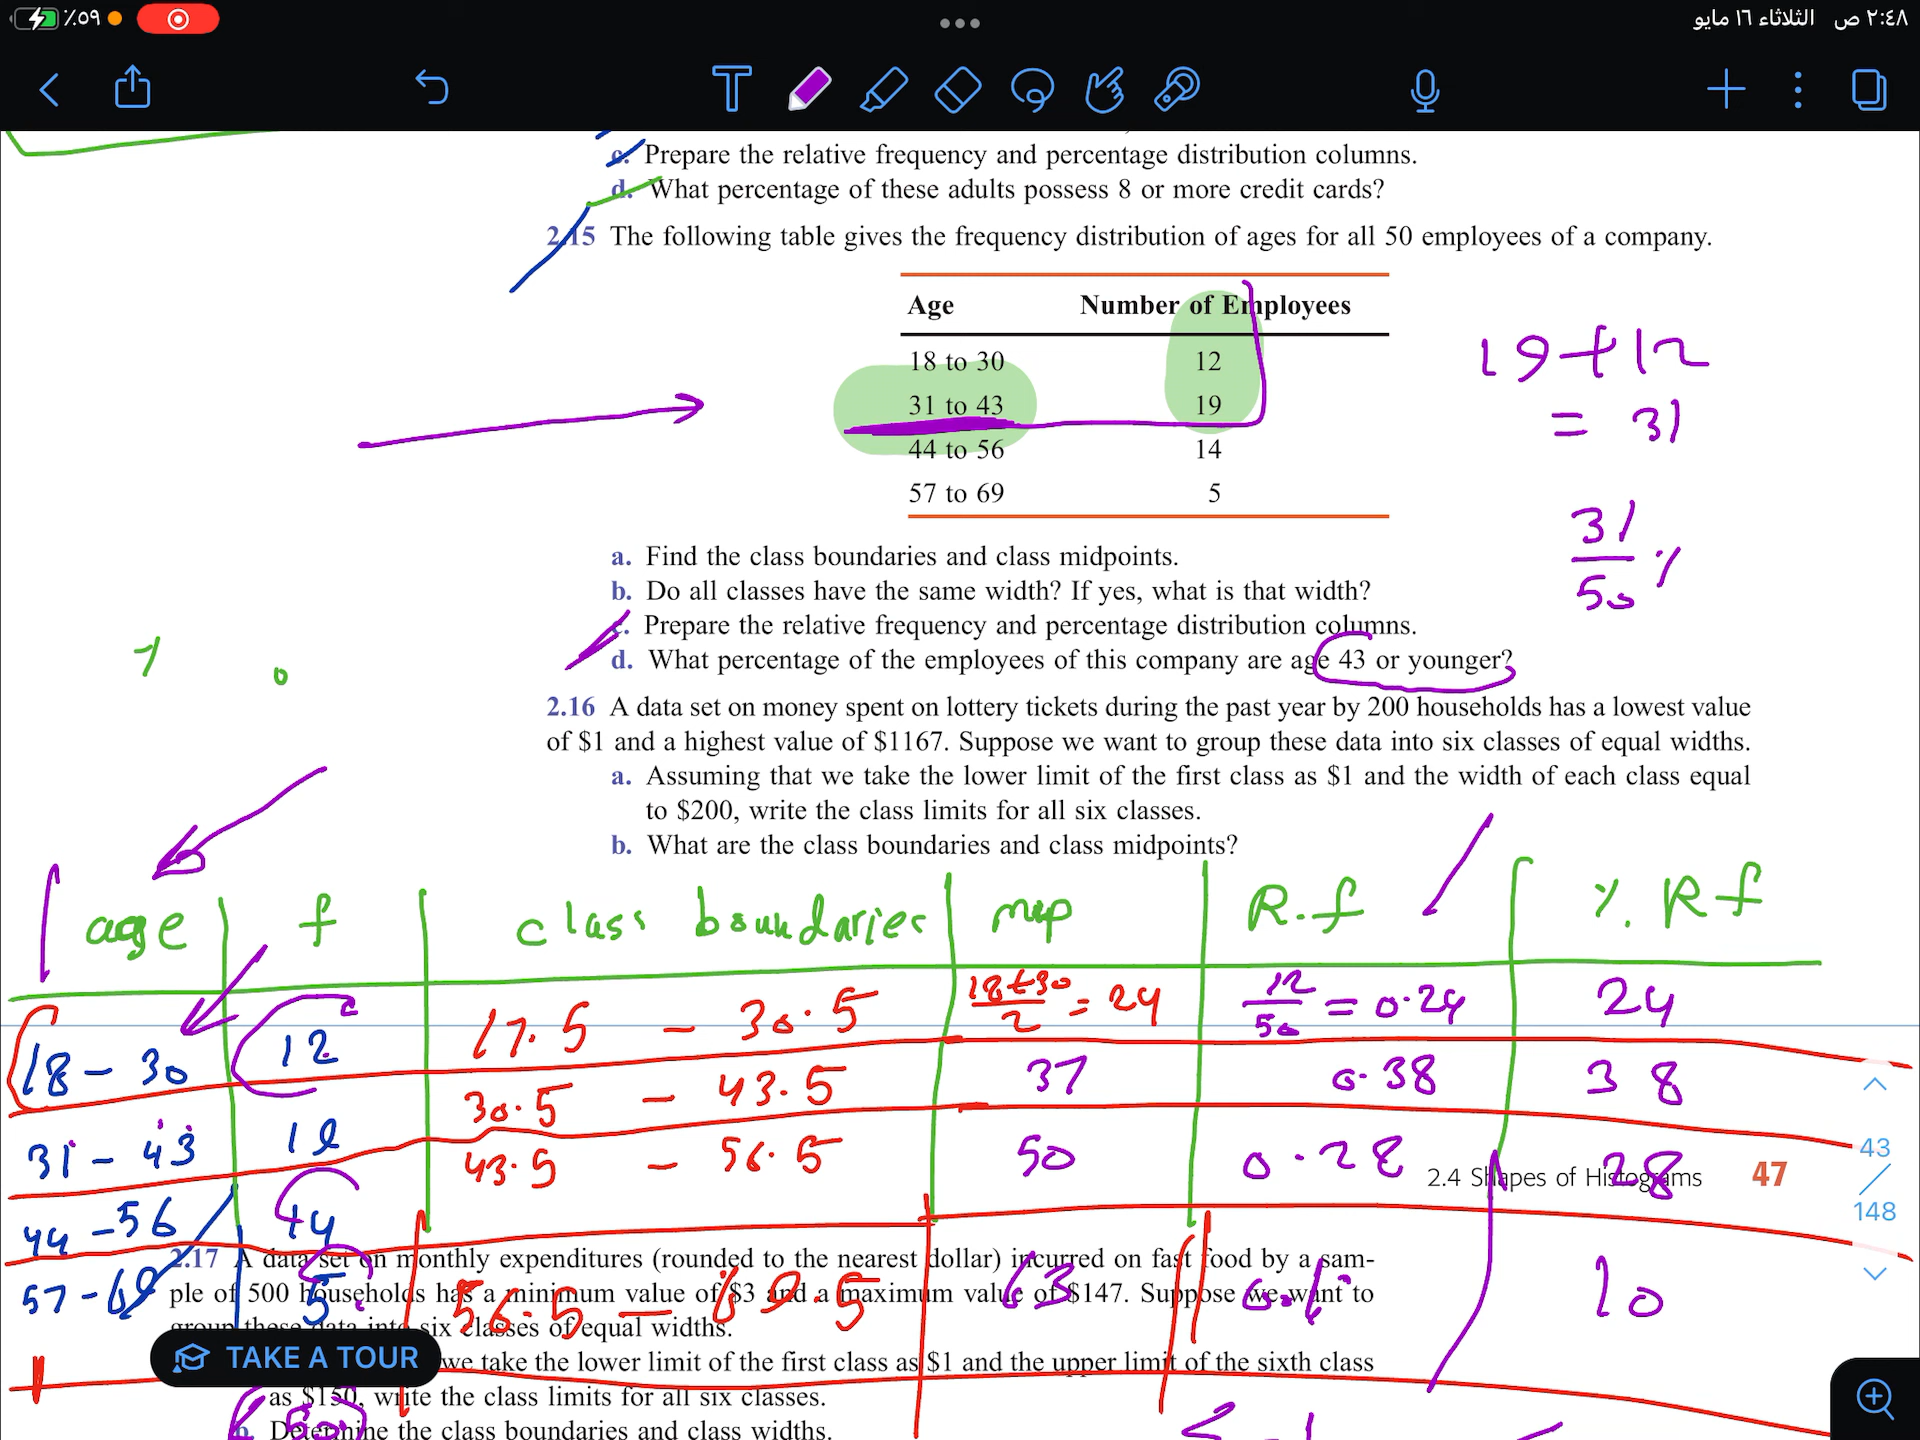 ٪٥٩
٢:٤٨ ص الثلاثاء ١٦ مايو
c. Prepare the relative frequency and percentage distribution columns.
d. What percentage of these adults possess 8 or more credit cards?
2.15 The following table gives the frequency distribution of ages for all 50 employees of a company.
Age Number of Employees
18 to 30 12
31 to 43 19
44 to 56 14
57 to 69 5
19+12
= 31
31
50 %
a. Find the class boundaries and class midpoints.
b. Do all classes have the same width? If yes, what is that width?
c. Prepare the relative frequency and percentage distribution columns.
d. What percentage of the employees of this company are age 43 or younger?
2.16 A data set on money spent on lottery tickets during the past year by 200 households has a lowest value
of $1 and a highest value of $1167. Suppose we want to group these data into six classes of equal widths.
a. Assuming that we take the lower limit of the first class as $1 and the width of each class equal
to $200, write the class limits for all six classes.
b. What are the class boundaries and class midpoints?
age f class boundaries R.f % Rf
18 - 30 12 17.5 - 30.5 18+30/2 = 24 12/50 = 0.24 24
31 - 43 19 30.5 - 43.5 37 0.38 38
44 - 56 14 43.5 - 56.5 50 0.28 28
2.4 Shapes of Histograms 47
43
148
57 - 69 5 56.5 - 69.5 63 0.1 10
2.17 A data set on monthly expenditures (rounded to the nearest dollar) incurred on fast food by a sam-
ple of 500 households has a minimum value of $3 and a maximum value of $147. Suppose we want to
group these data into six classes of equal widths.
TAKE A TOUR
we take the lower limit of the first class as $1 and the upper limit of the sixth class
as $150, write the class limits for all six classes.
b. Determine the class boundaries and class widths.
50